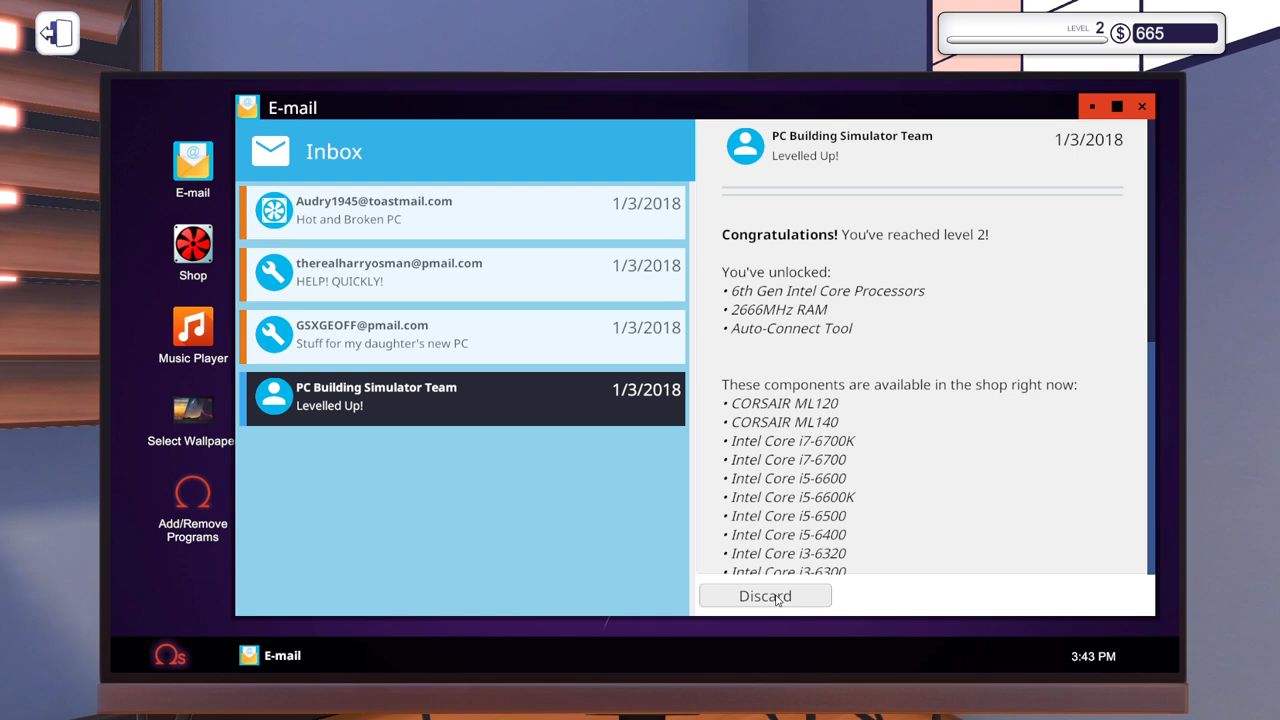 LEVEL 2 $ 665
E-mail
Inbox
Audry1945@toastmail.com 1/3/2018
Hot and Broken PC
therealharryosman@pmail.com 1/3/2018
HELP! QUICKLY!
GSXGEOFF@pmail.com 1/3/2018
Stuff for my daughter's new PC
PC Building Simulator Team 1/3/2018
Levelled Up!
PC Building Simulator Team 1/3/2018
Levelled Up!
Congratulations! You've reached level 2!
You've unlocked:
• 6th Gen Intel Core Processors
• 2666MHz RAM
• Auto-Connect Tool
These components are available in the shop right now:
• CORSAIR ML120
• CORSAIR ML140
• Intel Core i7-6700K
• Intel Core i7-6700
• Intel Core i5-6600
• Intel Core i5-6600K
• Intel Core i5-6500
• Intel Core i5-6400
• Intel Core i3-6320
• Intel Core i3-6300
Discard
E-mail
Shop
Music Player
Select Wallpape
Add/Remove
Programs
Ωs
E-mail
3:43 PM